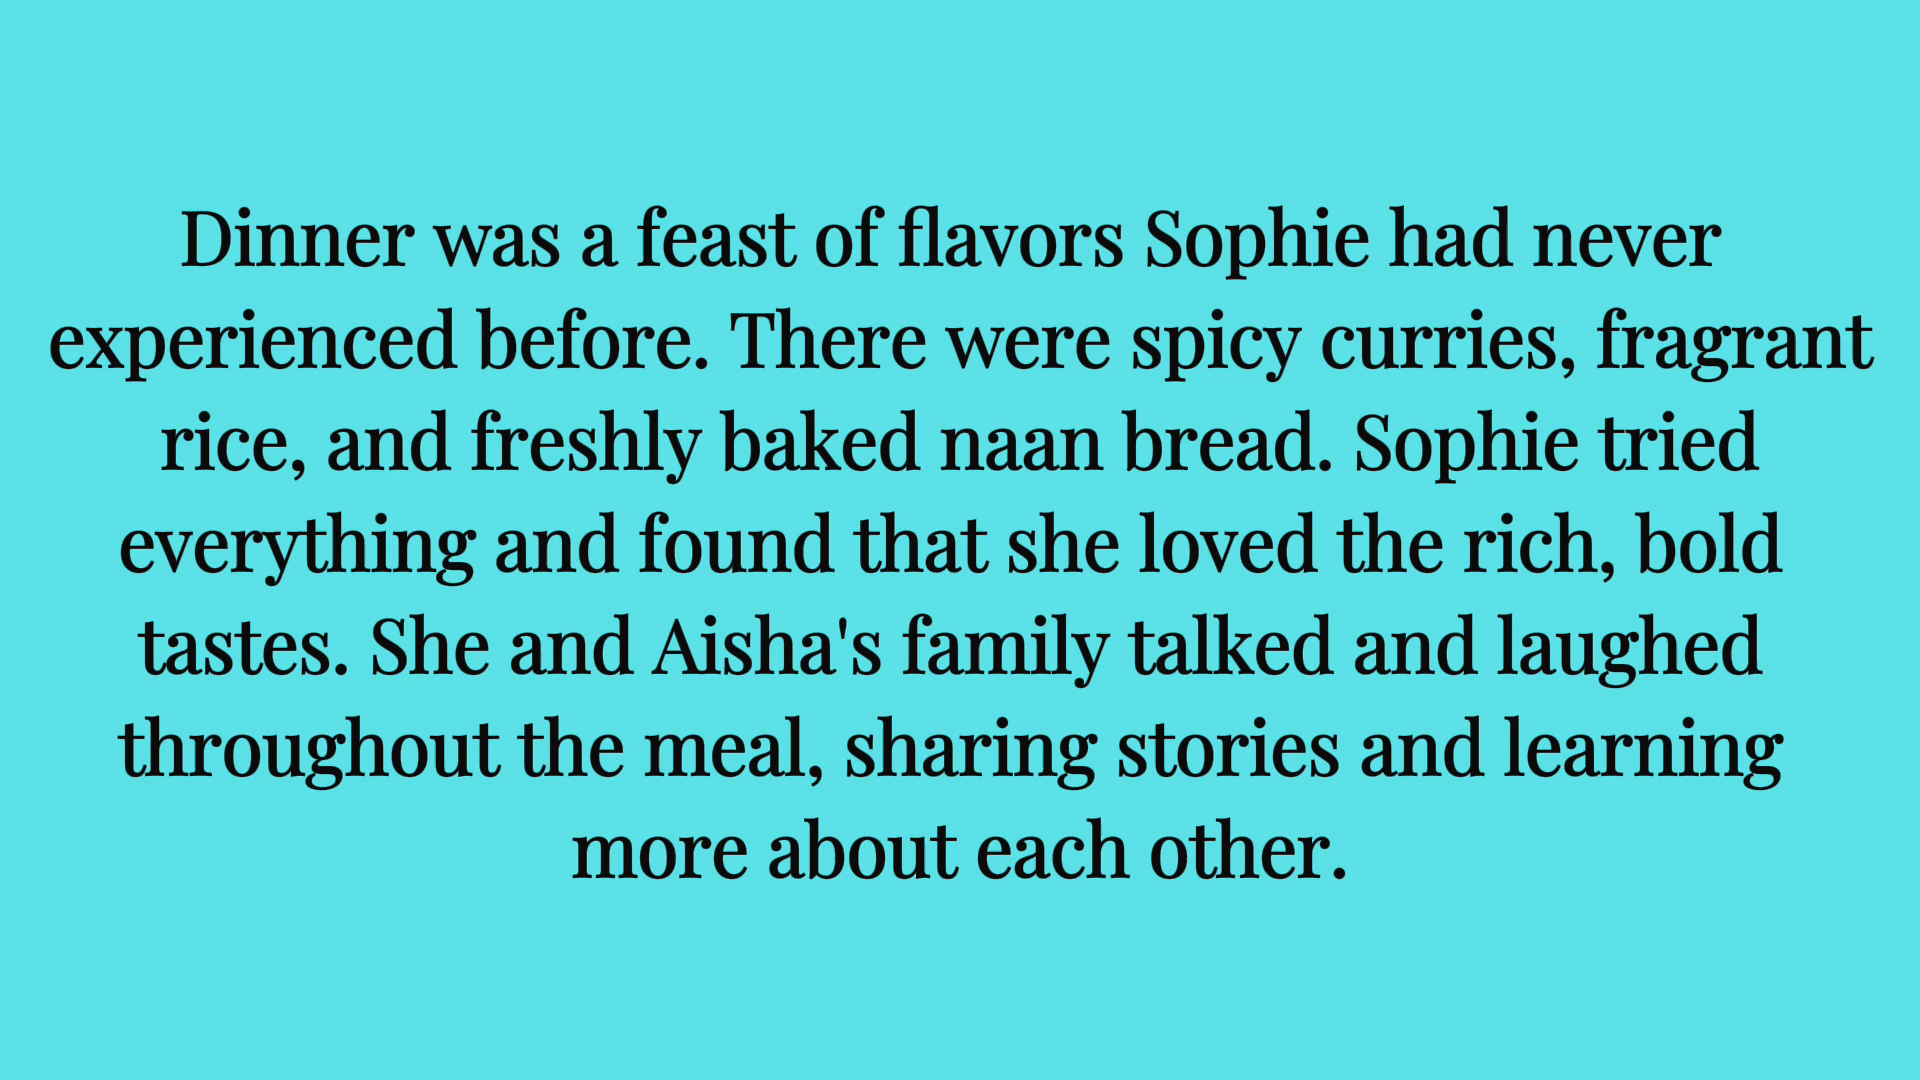 Dinner was a feast of flavors Sophie had never
experienced before. There were spicy curries, fragrant
rice, and freshly baked naan bread. Sophie tried
everything and found that she loved the rich, bold
tastes. She and Aisha's family talked and laughed
throughout the meal, sharing stories and learning
more about each other.